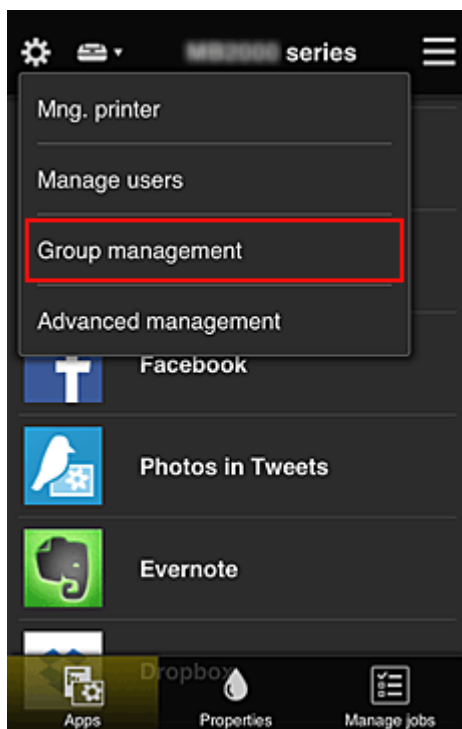 series
Mng. printer
Manage users
Group management
Advanced management
Facebook
Photos in Tweets
Evernote
Dropbox
Apps
Properties
Manage jobs